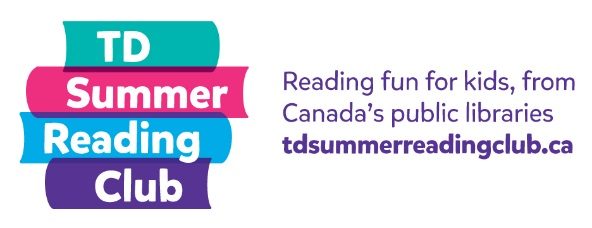 TD
Summer
Reading
Club
Reading fun for kids, from
Canada's public libraries
tdsummerreadingclub.ca